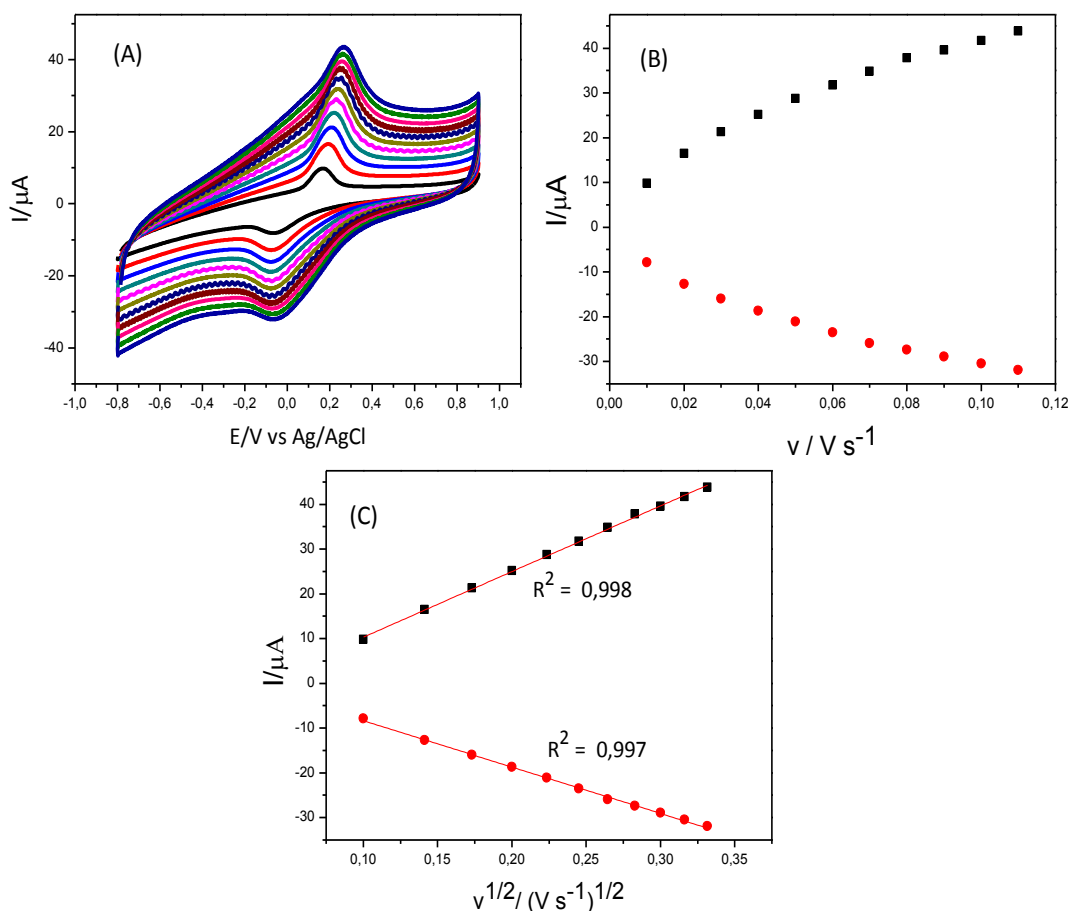 (A)
I/µA
40
20
0
-20
-40
-1,0 -0,8 -0,6 -0,4 -0,2 0,0 0,2 0,4 0,6 0,8 1,0
E/V vs Ag/AgCl
(B)
I/µA
40
30
20
10
0
-10
-20
-30
0,00 0,02 0,04 0,06 0,08 0,10 0,12
v / V s-1
(C)
I/µA
40
30
20
10
0
-10
-20
-30
R2 = 0,998
R2 = 0,997
0,10 0,15 0,20 0,25 0,30 0,35
v1/2/ (V s-1)1/2